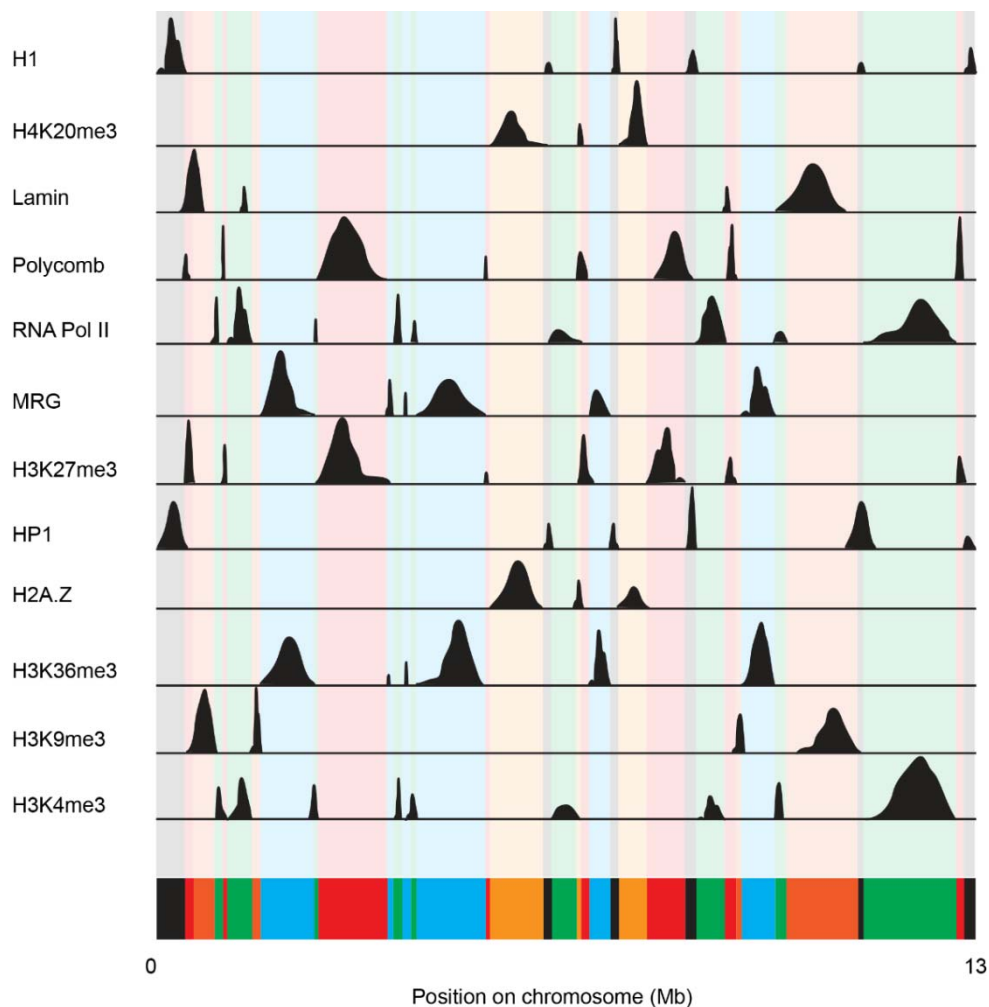 H1
H4K20me3
Lamin
Polycomb
RNA Pol II
MRG
H3K27me3
HP1
H2A.Z
H3K36me3
H3K9me3
H3K4me3
0 13
Position on chromosome (Mb)